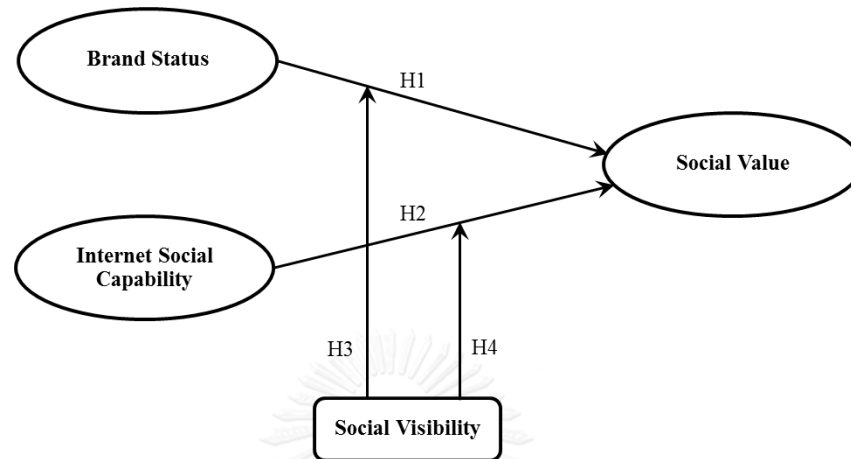 Brand Status
H1
Social Value
H2
Internet Social
Capability
H3
H4
Social Visibility